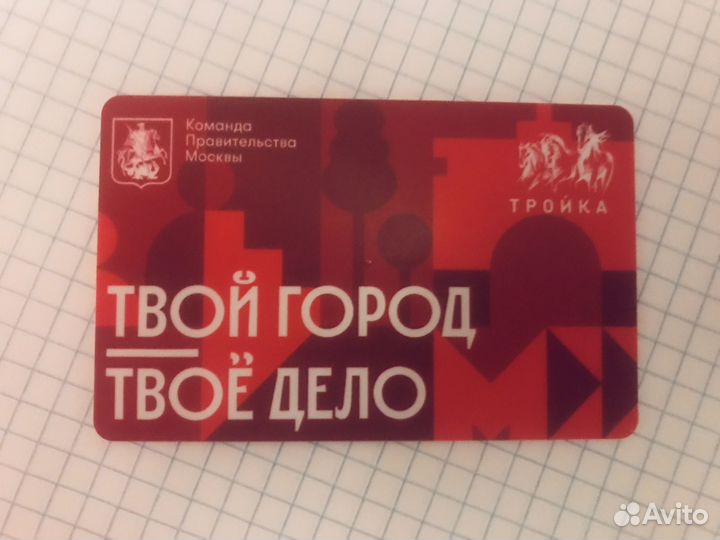 Команда
Правительства
Москвы
ТРОЙКА
ТВОЙ ГОРОД
ТВОЁ ДЕЛО
Avito